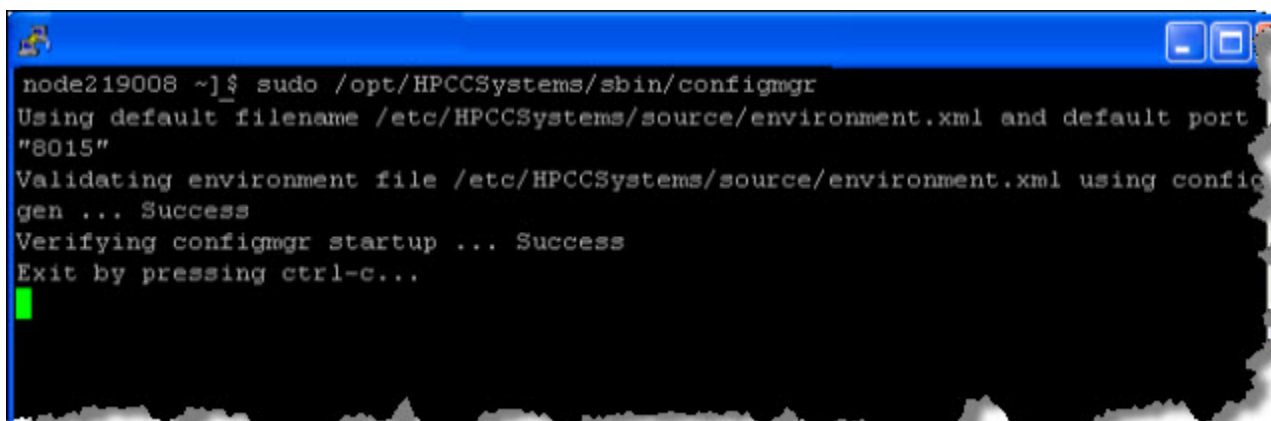 node219008 ~]$ sudo /opt/HPCCSystems/sbin/configmgr
Using default filename /etc/HPCCSystems/source/environment.xml and default port
"8015"
Validating environment file /etc/HPCCSystems/source/environment.xml using config
gen ... Success
Verifying configmgr startup ... Success
Exit by pressing ctrl-c...